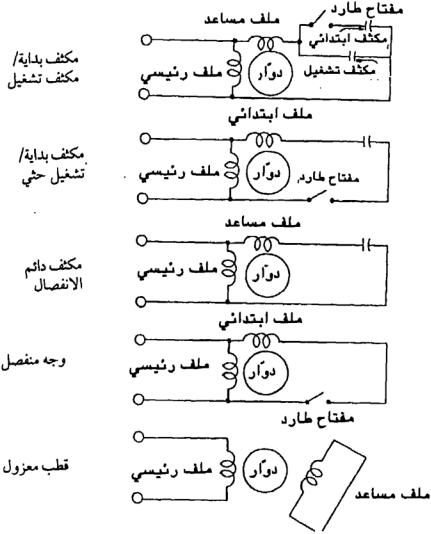 ملف مساعد
مفتاح طارد
مكثف ابتدائي
مكثف تشغيل
مكثف بداية/
مكثف تشغيل
ملف رئيسي
دوّار
ملف ابتدائي
مكثف بداية/
تشغيل حثي
ملف رئيسي
دوّار
مفتاح طارد
ملف مساعد
مكثف دائم
الانفصال
ملف رئيسي
دوّار
ملف ابتدائي
وجه منفصل
ملف رئيسي
دوّار
مفتاح طارد
قطب معزول
ملف رئيسي
دوّار
ملف مساعد